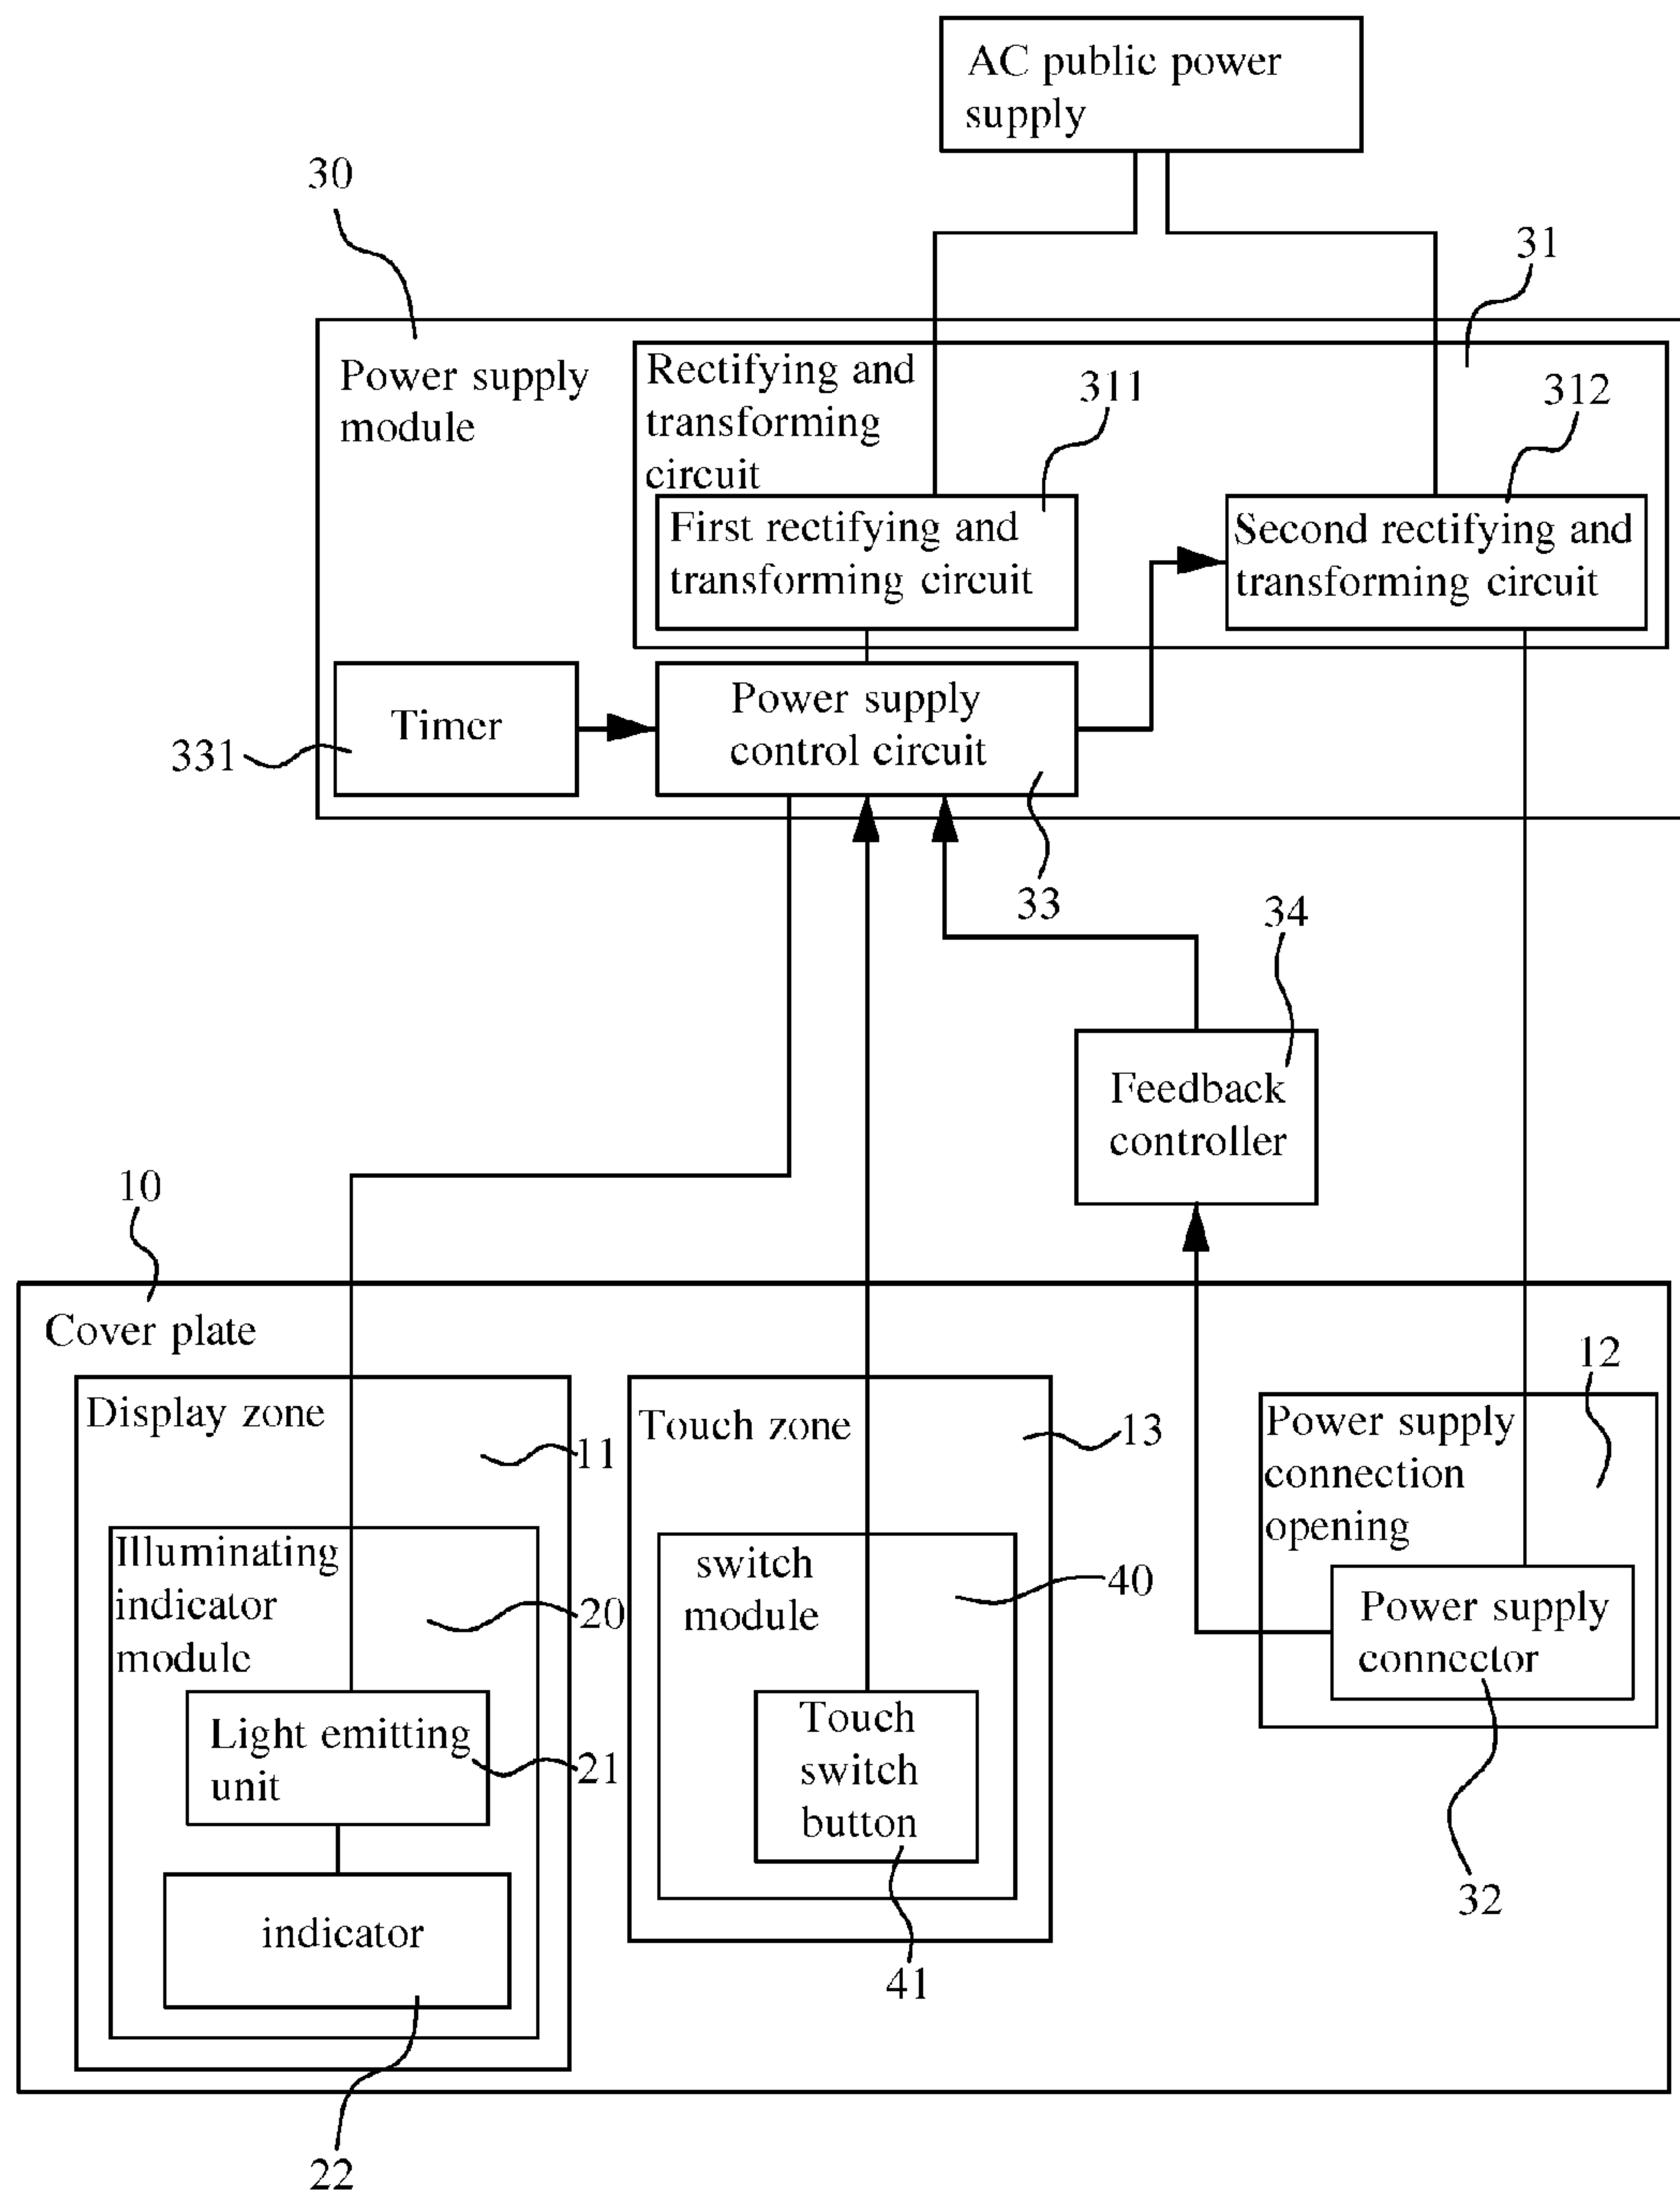 AC public power
supply
30
31
Power supply
module
Rectifying and
transforming
circuit
311
312
First rectifying and
transforming circuit
Second rectifying and
transforming circuit
Timer
331
Power supply
control circuit
33
34
Feedback
controller
10
Cover plate
Display zone
11
Illuminating
indicator
module
20
Light emitting
unit
21
indicator
22
Touch zone
13
switch
module
40
Touch
switch
button
41
12
Power supply
connection
opening
Power supply
connector
32